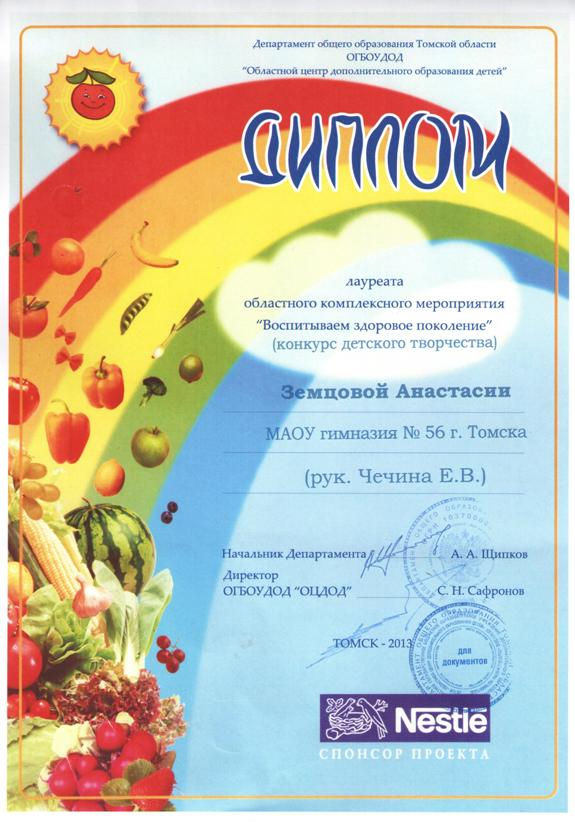 Департамент общего образования Томской области
ОГБОУДОД
“Областной центр дополнительного образования детей”
ДИПЛОМ
лауреата
областного комплексного мероприятия
“Воспитываем здоровое поколение”
(конкурс детского творчества)
Земцовой Анастасии
МАОУ гимназия № 56 г. Томска
(рук. Чечина Е.В.)
Начальник Департамента А. А. Щипков
Директор
ОГБОУДОД “ОЦДОД” С. Н. Сафронов
ТОМСК - 2013
для
документов
Nestlé
СПОНСОР ПРОЕКТА